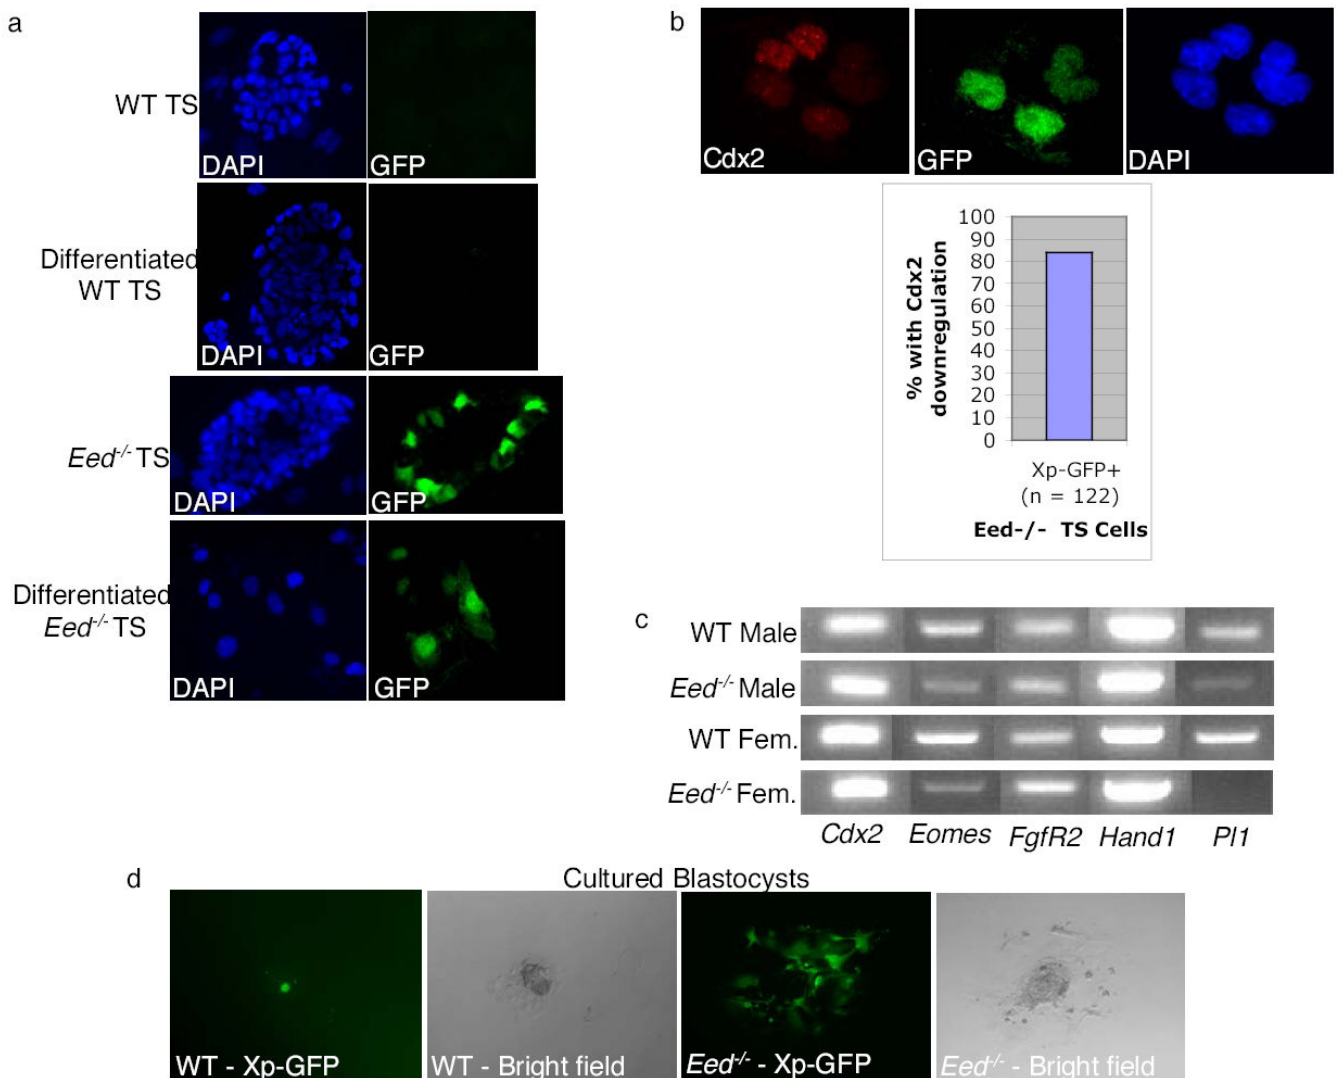 a
WT TS
DAPI
GFP
Differentiated
WT TS
DAPI
GFP
Eed-/- TS
DAPI
GFP
Differentiated
Eed-/- TS
DAPI
GFP
b
Cdx2
GFP
DAPI
% with Cdx2
downregulation
100
90
80
70
60
50
40
30
20
10
0
Xp-GFP+
(n = 122)
Eed-/- TS Cells
c
WT Male
Eed-/- Male
WT Fem.
Eed-/- Fem.
Cdx2 Eomes FgfR2 Hand1 Pl1
d
Cultured Blastocysts
WT - Xp-GFP
WT - Bright field
Eed-/- - Xp-GFP
Eed-/- - Bright field